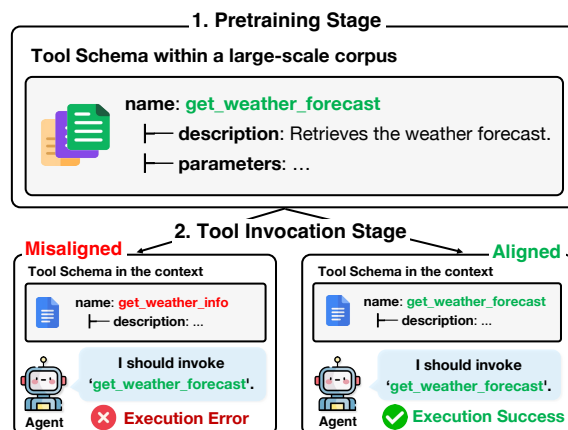 1. Pretraining Stage
Tool Schema within a large-scale corpus
name: get_weather_forecast
description: Retrieves the weather forecast.
parameters: ...
2. Tool Invocation Stage
Misaligned
Tool Schema in the context
name: get_weather_info
description: ...
I should invoke
'get_weather_forecast'.
Agent
Execution Error
Aligned
Tool Schema in the context
name: get_weather_forecast
description: ...
I should invoke
'get_weather_forecast'.
Agent
Execution Success